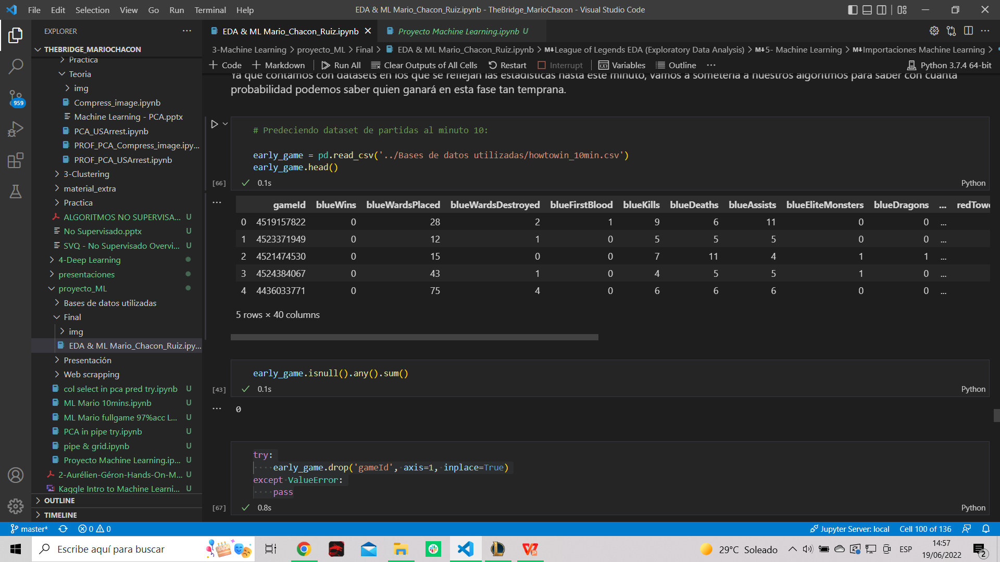 File Edit Selection View Go Run Terminal Help
EDA & ML Mario_Chacon_Ruiz.ipynb - TheBridge_MarioChacon - Visual Studio Code
EXPLORER
THEBRIDGE_MARIOCHACON
Practica
Teoria
img
Compress_image.ipynb
Machine Learning - PCA.pptx
PCA_USArrest.ipynb
PROF_PCA_Compress_image.ipy...
PROF_PCA_USArrest.ipynb
3-Clustering
material_extra
Practica
ALGORITMOS NO SUPERVISA... U
No Supervisado.pptx U
SVQ - No Supervisado Overvi... U
4-Deep Learning
presentaciones
proyecto_ML
Bases de datos utilizadas
Final
img
EDA & ML Mario_Chacon_Ruiz.ipy...
Presentación
Web scrapping
col select in pca pred try.ipynb U
ML Mario 10mins.ipynb U
ML Mario fullgame 97%acc L... U
PCA in pipe try.ipynb U
pipe & grid.ipynb U
Proyecto Machine Learning.ip... U
2-Aurélien-Géron-Hands-On-M... U
Kaggle Intro to Machine Learni... U
OUTLINE
TIMELINE
959
EDA & ML Mario_Chacon_Ruiz.ipynb
Proyecto Machine Learning.ipynb U
3-Machine Learning > proyecto_ML > Final > EDA & ML Mario_Chacon_Ruiz.ipynb > M↓League of Legends EDA (Exploratory Data Analysis) > M↓5- Machine Learning > M↓Importaciones Machine Learning >
+ Code + Markdown Run All Clear Outputs of All Cells Restart Interrupt Variables Outline ... Python 3.7.4 64-bit
Ya que contamos con datasets en los que se reflejan las estadísticas hasta este minuto, vamos a someterla a nuestros algoritmos para saber con cuánta
probabilidad podemos saber quien ganará en esta fase tan temprana.
# Predeciendo dataset de partidas al minuto 10:
early_game = pd.read_csv('../Bases de datos utilizadas/howtowin_10min.csv')
early_game.head()
[66] 0.1s Python
gameId blueWins blueWardsPlaced blueWardsDestroyed blueFirstBlood blueKills blueDeaths blueAssists blueEliteMonsters blueDragons ... redTowe
0 4519157822 0 28 2 1 9 6 11 0 0 ...
1 4523371949 0 12 1 0 5 5 5 0 0 ...
2 4521474530 0 15 0 0 7 11 4 1 1 ...
3 4524384067 0 43 1 0 4 5 5 1 0 ...
4 4436033771 0 75 4 0 6 6 6 0 0 ...
5 rows × 40 columns
early_game.isnull().any().sum()
[43] 0.1s Python
0
try:
    early_game.drop('gameId', axis=1, inplace=True)
except ValueError:
    pass
[67] 0.8s Python
master* 0 0 Jupyter Server: local Cell 100 of 136
Escribe aquí para buscar
29°C Soleado ESP
14:57
19/06/2022
2